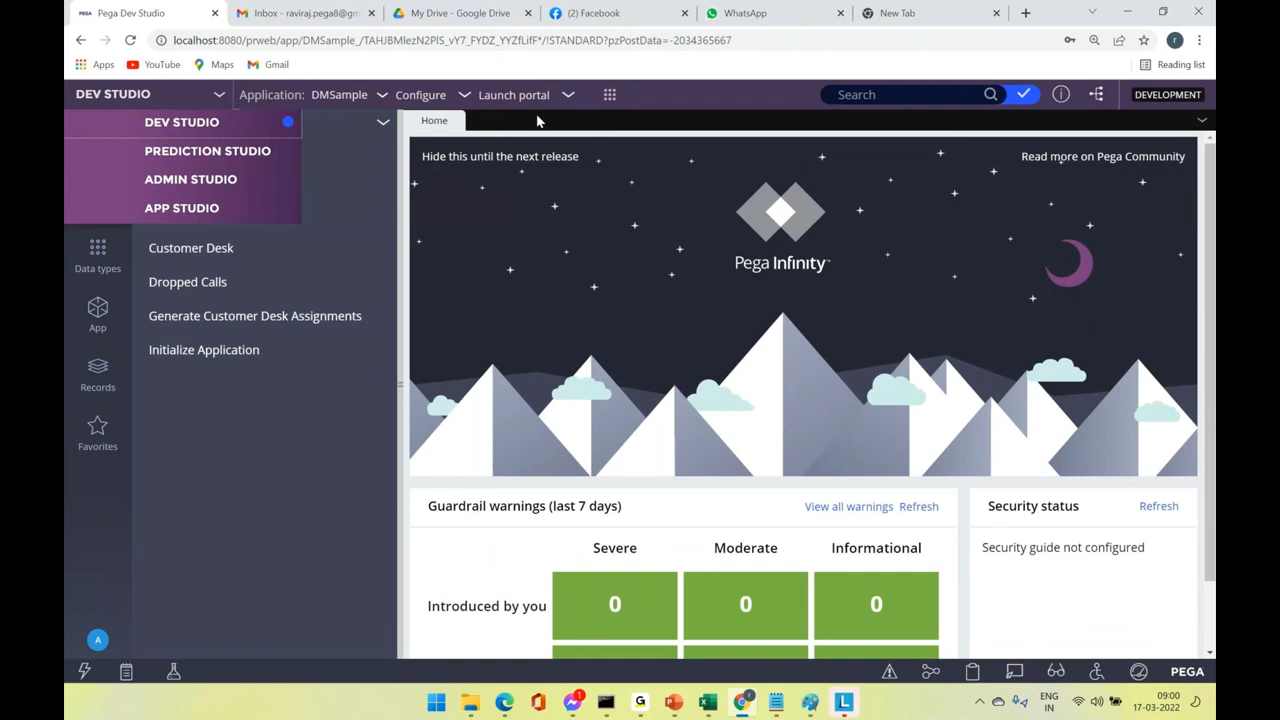 PEGA Pega Dev Studio
Inbox - raviraj.pega8@gm
My Drive - Google Drive
(2) Facebook
WhatsApp
New Tab
localhost:8080/prweb/app/DMSample_/
Apps
YouTube
Maps
Gmail
Reading list
DEV STUDIO
Application: DMSample
Configure
Launch portal
Search
DEVELOPMENT
DEV STUDIO
PREDICTION STUDIO
ADMIN STUDIO
APP STUDIO
Home
Hide this until the next release
Read more on Pega Community
Pega Infinity™
Data types
App
Records
Favorites
A
Customer Desk
Dropped Calls
Generate Customer Desk Assignments
Initialize Application
Guardrail warnings (last 7 days)
View all warnings
Refresh
Severe
Moderate
Informational
Introduced by you
0
0
0
Security status
Refresh
Security guide not configured
PEGA
ENG
IN
09:00
17-03-2022